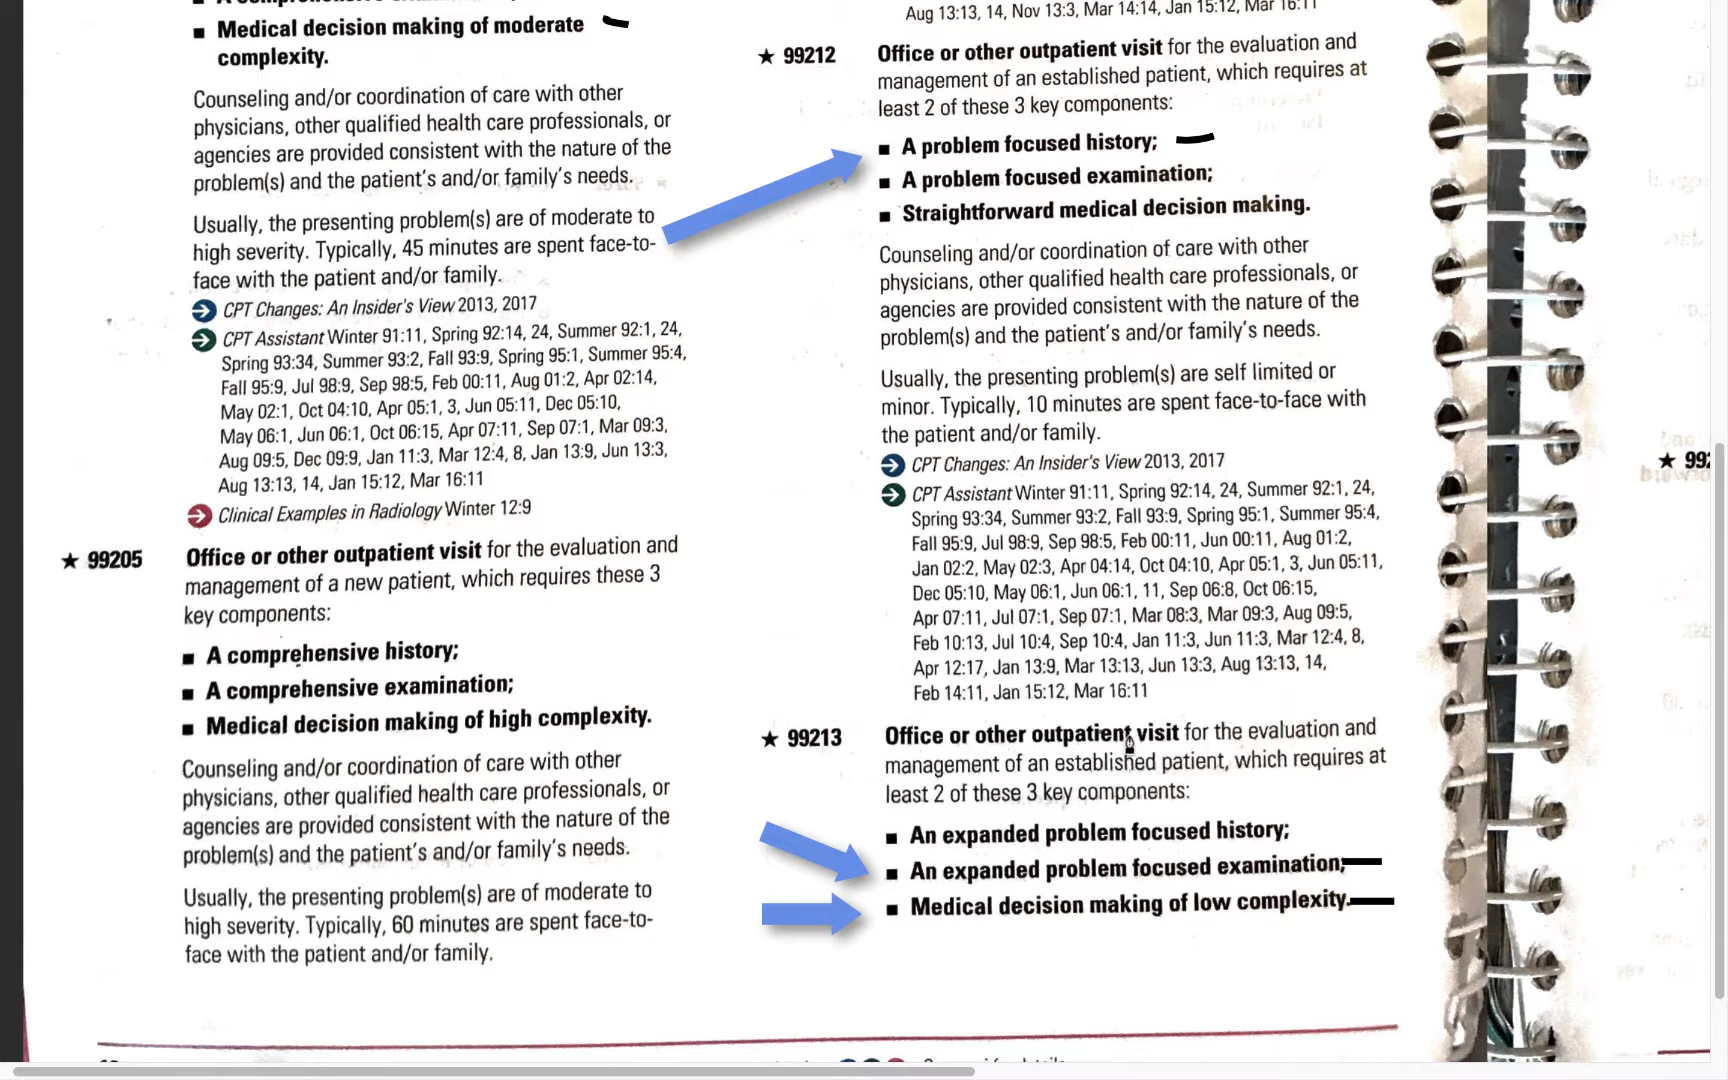 ■ Medical decision making of moderate
complexity.
Counseling and/or coordination of care with other
physicians, other qualified health care professionals, or
agencies are provided consistent with the nature of the
problem(s) and the patient's and/or family's needs.
Usually, the presenting problem(s) are of moderate to
high severity. Typically, 45 minutes are spent face-to-
face with the patient and/or family.
CPT Changes: An Insider's View 2013, 2017
CPT Assistant Winter 91:11, Spring 92:14, 24, Summer 92:1, 24,
Spring 93:34, Summer 93:2, Fall 93:9, Spring 95:1, Summer 95:4,
Fall 95:9, Jul 98:9, Sep 98:5, Feb 00:11, Aug 01:2, Apr 02:14,
May 02:1, Oct 04:10, Apr 05:1, 3, Jun 05:11, Dec 05:10,
May 06:1, Jun 06:1, Oct 06:15, Apr 07:11, Sep 07:1, Mar 09:3,
Aug 09:5, Dec 09:9, Jan 11:3, Mar 12:4, 8, Jan 13:9, Jun 13:3,
Aug 13:13, 14, Jan 15:12, Mar 16:11
Clinical Examples in Radiology Winter 12:9
★ 99205 Office or other outpatient visit for the evaluation and
management of a new patient, which requires these 3
key components:
■ A comprehensive history;
■ A comprehensive examination;
■ Medical decision making of high complexity.
Counseling and/or coordination of care with other
physicians, other qualified health care professionals, or
agencies are provided consistent with the nature of the
problem(s) and the patient's and/or family's needs.
Usually, the presenting problem(s) are of moderate to
high severity. Typically, 60 minutes are spent face-to-
face with the patient and/or family.
Aug 13:13, 14, Nov 13:3, Mar 14:14, Jan 15:12, Mar 16:11
★ 99212 Office or other outpatient visit for the evaluation and
management of an established patient, which requires at
least 2 of these 3 key components:
■ A problem focused history;
■ A problem focused examination;
■ Straightforward medical decision making.
Counseling and/or coordination of care with other
physicians, other qualified health care professionals, or
agencies are provided consistent with the nature of the
problem(s) and the patient's and/or family's needs.
Usually, the presenting problem(s) are self limited or
minor. Typically, 10 minutes are spent face-to-face with
the patient and/or family.
CPT Changes: An Insider's View 2013, 2017
CPT Assistant Winter 91:11, Spring 92:14, 24, Summer 92:1, 24,
Spring 93:34, Summer 93:2, Fall 93:9, Spring 95:1, Summer 95:4,
Fall 95:9, Jul 98:9, Sep 98:5, Feb 00:11, Jun 00:11, Aug 01:2,
Jan 02:2, May 02:3, Apr 04:14, Oct 04:10, Apr 05:1, 3, Jun 05:11,
Dec 05:10, May 06:1, Jun 06:1, 11, Sep 06:8, Oct 06:15,
Apr 07:11, Jul 07:1, Sep 07:1, Mar 08:3, Mar 09:3, Aug 09:5,
Feb 10:13, Jul 10:4, Sep 10:4, Jan 11:3, Jun 11:3, Mar 12:4, 8,
Apr 12:17, Jan 13:9, Mar 13:13, Jun 13:3, Aug 13:13, 14,
Feb 14:11, Jan 15:12, Mar 16:11
★ 99213 Office or other outpatient visit for the evaluation and
management of an established patient, which requires at
least 2 of these 3 key components:
■ An expanded problem focused history;
■ An expanded problem focused examination;
■ Medical decision making of low complexity.
★ 992